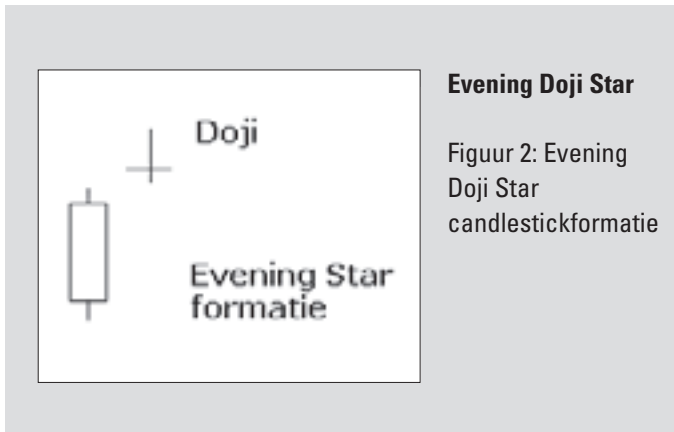 Doji
Evening Star
formatie
Evening Doji Star
Figuur 2: Evening
Doji Star
candlestickformatie